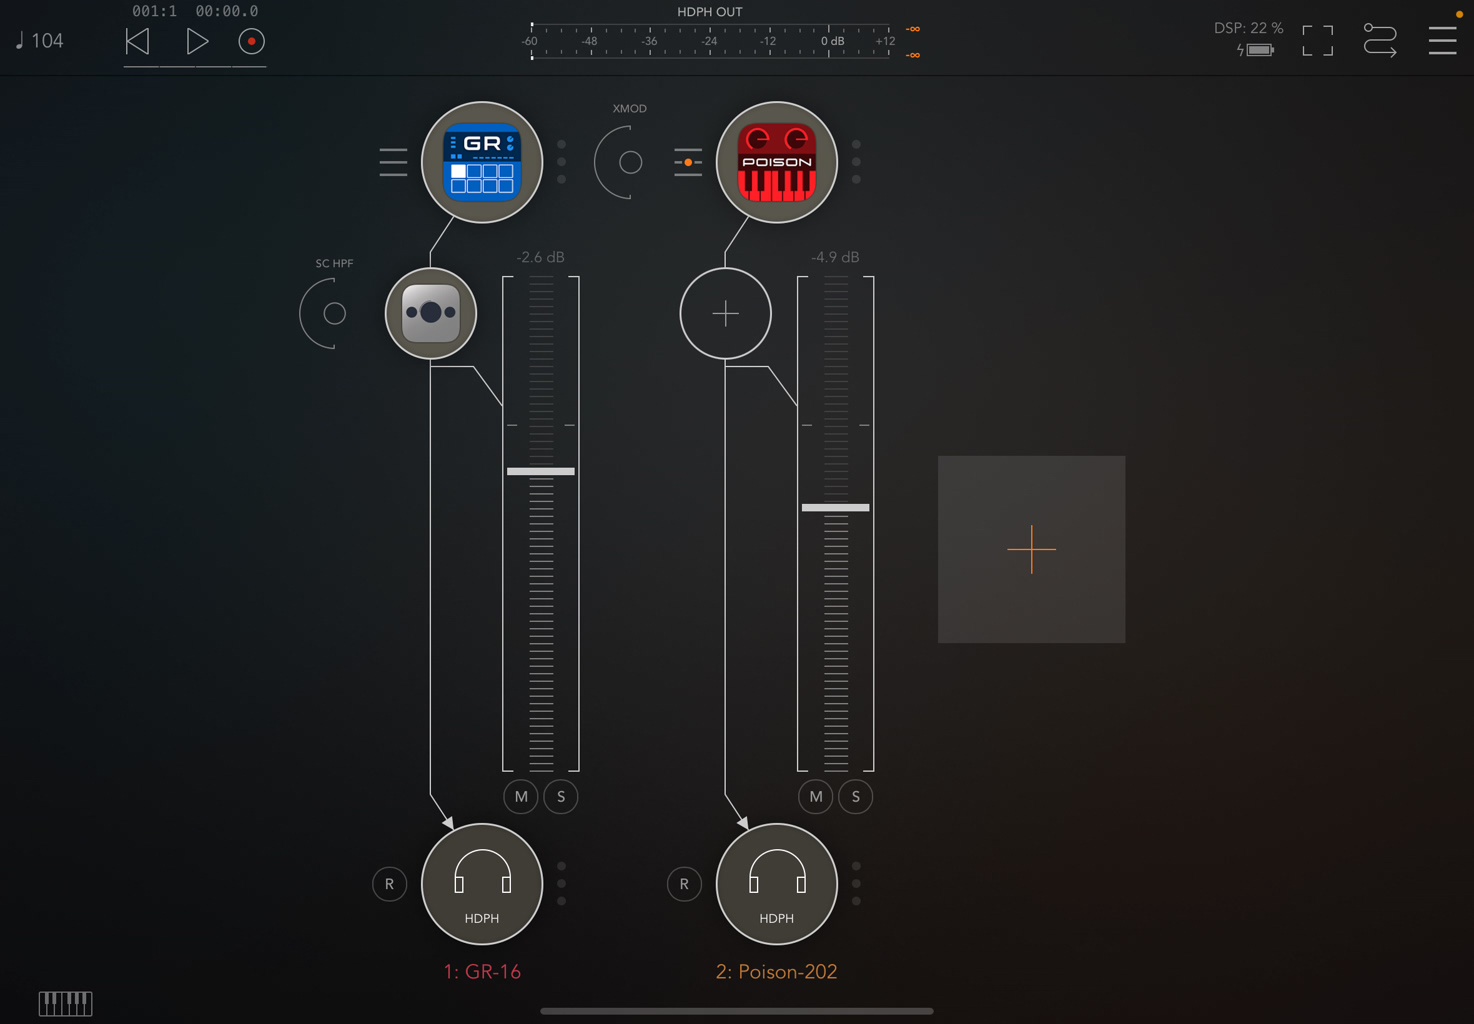 001:1 00:00.0
104
HDPH OUT
-60 -48 -36 -24 -12 0 dB +12
-∞
-∞
DSP: 22 %
GR
XMOD
POISON
SC HPF
-2.6 dB
-4.9 dB
M S
M S
R
HDPH
R
HDPH
1: GR-16
2: Poison-202